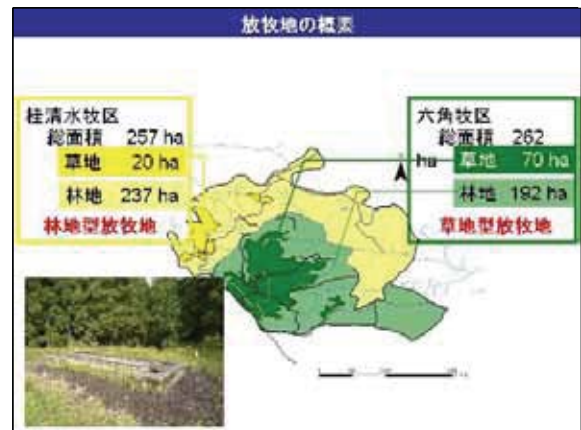 放牧地の概要
桂清水牧区
総面積 257 ha
草地 20 ha
林地 237 ha
林地型放牧地
六角牧区
総面積 262
ha
草地 70 ha
林地 192 ha
草地型放牧地